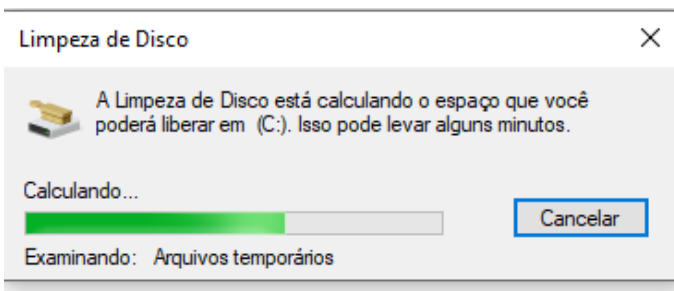 Limpeza de Disco
A Limpeza de Disco está calculando o espaço que você
poderá liberar em  (C:). Isso pode levar alguns minutos.
Calculando...
Cancelar
Examinando:   Arquivos temporários